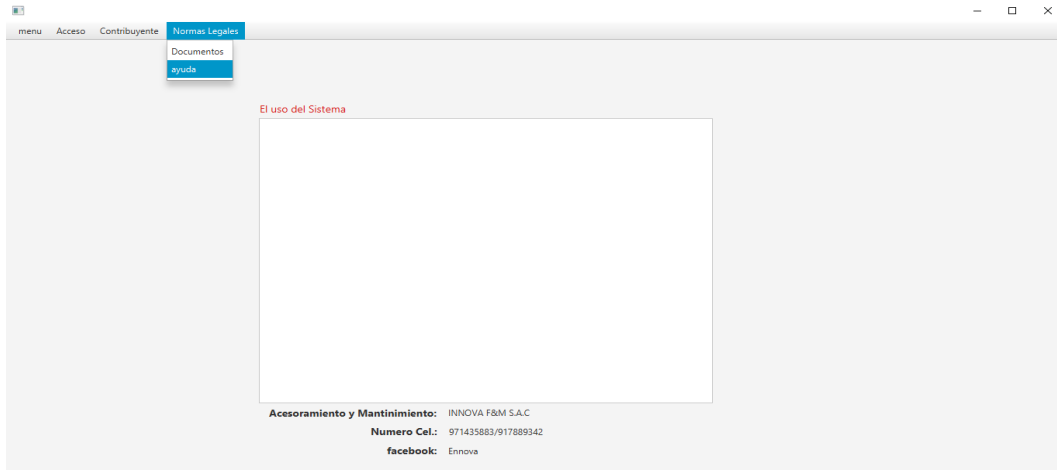 menu Acceso Contribuyente Normas Legales
Documentos
ayuda
El uso del Sistema
Acesoramiento y Mantinimiento: INNOVA F&M S.A.C
Numero Cel.: 971435883/917889342
facebook: Ennova